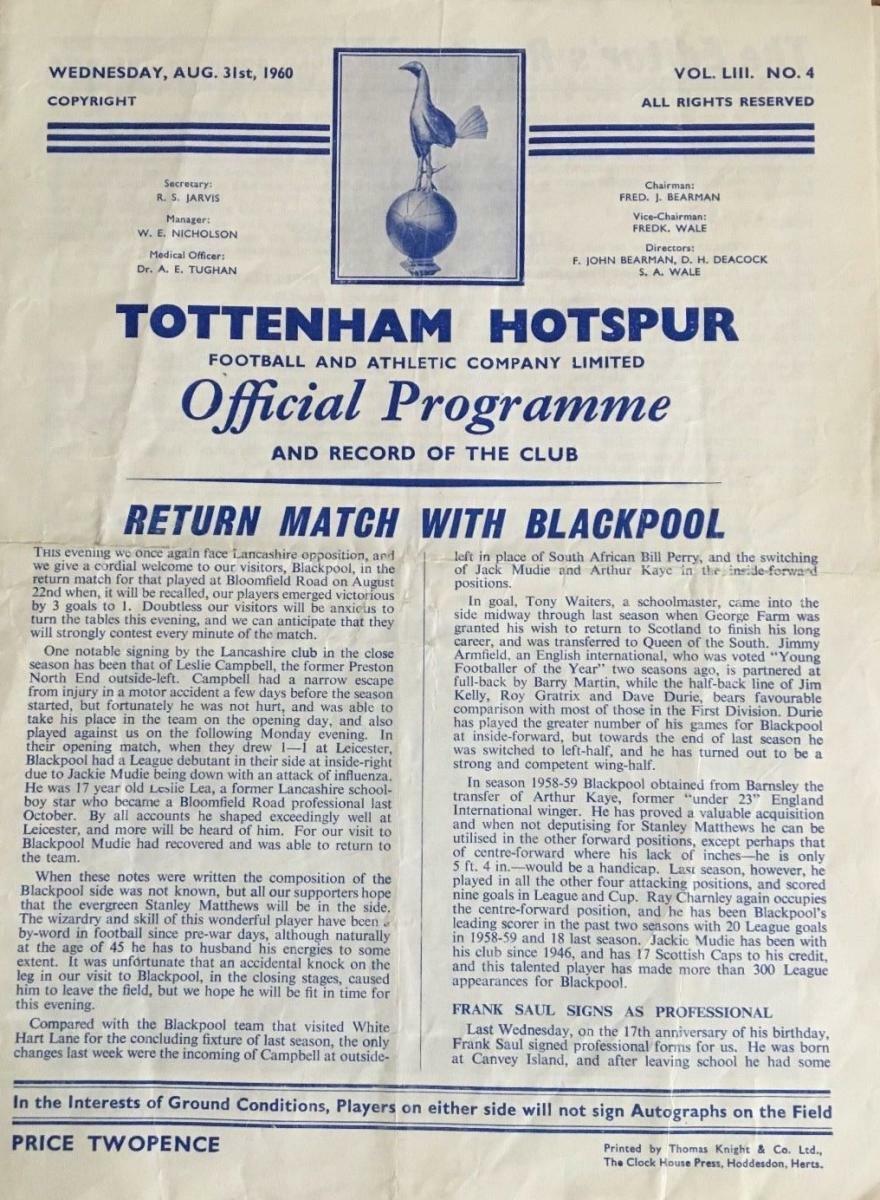 WEDNESDAY, AUG. 31st, 1960
COPYRIGHT
VOL. LIII. NO. 4
ALL RIGHTS RESERVED
Secretary:
R. S. JARVIS
Manager:
W. E. NICHOLSON
Medical Officer:
Dr. A. E. TUGHAN
Chairman:
FRED. J. BEARMAN
Vice-Chairman:
FREDK. WALE
Directors:
F. JOHN BEARMAN, D. H. DEACOCK
S. A. WALE
TOTTENHAM HOTSPUR
FOOTBALL AND ATHLETIC COMPANY LIMITED
Official Programme
AND RECORD OF THE CLUB
RETURN MATCH WITH BLACKPOOL
THIS evening we once again face Lancashire opposition, and
we give a cordial welcome to our visitors, Blackpool, in the
return match for that played at Bloomfield Road on August
22nd when, it will be recalled, our players emerged victorious
by 3 goals to 1. Doubtless our visitors will be anxious to
turn the tables this evening, and we can anticipate that they
will strongly contest every minute of the match.
One notable signing by the Lancashire club in the close
season has been that of Leslie Campbell, the former Preston
North End outside-left. Campbell had a narrow escape
from injury in a motor accident a few days before the season
started, but fortunately he was not hurt, and was able to
take his place in the team on the opening day, and also
played against us on the following Monday evening. In
their opening match, when they drew 1—1 at Leicester,
Blackpool had a League debutant in their side at inside-right
due to Jackie Mudie being down with an attack of influenza.
He was 17 year old Leslie Lea, a former Lancashire school-
boy star who became a Bloomfield Road professional last
October. By all accounts he shaped exceedingly well at
Leicester, and more will be heard of him. For our visit to
Blackpool Mudie had recovered and was able to return to
the team.
When these notes were written the composition of the
Blackpool side was not known, but all our supporters hope
that the evergreen Stanley Matthews will be in the side.
The wizardry and skill of this wonderful player have been a
by-word in football since pre-war days, although naturally
at the age of 45 he has to husband his energies to some
extent. It was unfortunate that an accidental knock on the
leg in our visit to Blackpool, in the closing stages, caused
him to leave the field, but we hope he will be fit in time for
this evening.
Compared with the Blackpool team that visited White
Hart Lane for the concluding fixture of last season, the only
changes last week were the incoming of Campbell at outside-
left in place of South African Bill Perry, and the switching
of Jack Mudie and Arthur Kaye in the inside-forward
positions.
In goal, Tony Waiters, a schoolmaster, came into the
side midway through last season when George Farm was
granted his wish to return to Scotland to finish his long
career, and was transferred to Queen of the South. Jimmy
Armfield, an English international, who was voted "Young
Footballer of the Year" two seasons ago, is partnered at
full-back by Barry Martin, while the half-back line of Jim
Kelly, Roy Gratrix and Dave Durie, bears favourable
comparison with most of those in the First Division. Durie
has played the greater number of his games for Blackpool
at inside-forward, but towards the end of last season he
was switched to left-half, and he has turned out to be a
strong and competent wing-half.
In season 1958-59 Blackpool obtained from Barnsley the
transfer of Arthur Kaye, former "under 23" England
International winger. He has proved a valuable acquisition
and when not deputising for Stanley Matthews he can be
utilised in the other forward positions, except perhaps that
of centre-forward where his lack of inches—he is only
5 ft. 4 in.—would be a handicap. Last season, however, he
played in all the other four attacking positions, and scored
nine goals in League and Cup. Ray Charnley again occupies
the centre-forward position, and he has been Blackpool's
leading scorer in the past two seasons with 20 League goals
in 1958-59 and 18 last season. Jackie Mudie has been with
his club since 1946, and has 17 Scottish Caps to his credit,
and this talented player has made more than 300 League
appearances for Blackpool.
FRANK SAUL SIGNS AS PROFESSIONAL
Last Wednesday, on the 17th anniversary of his birthday,
Frank Saul signed professional forms for us. He was born
at Canvey Island, and after leaving school he had some
In the Interests of Ground Conditions, Players on either side will not sign Autographs on the Field
PRICE TWOPENCE
Printed by Thomas Knight & Co. Ltd.,
The Clock House Press, Hoddesdon, Herts.